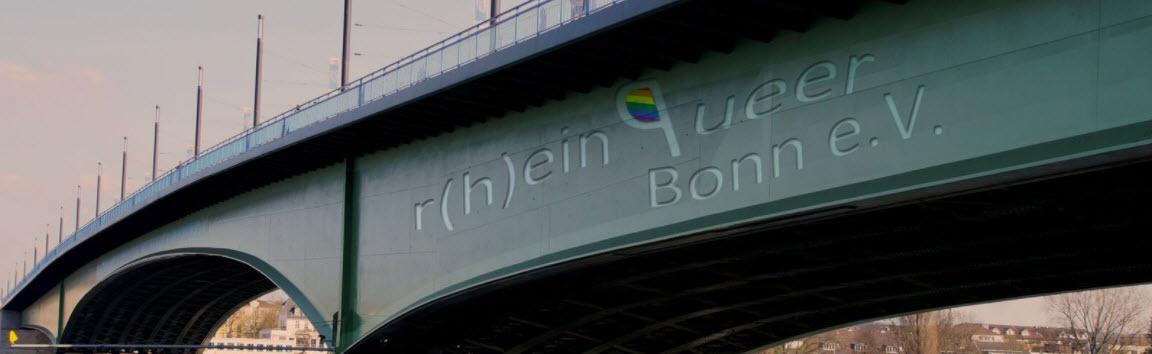 r(h)ein queer
Bonn e.V.